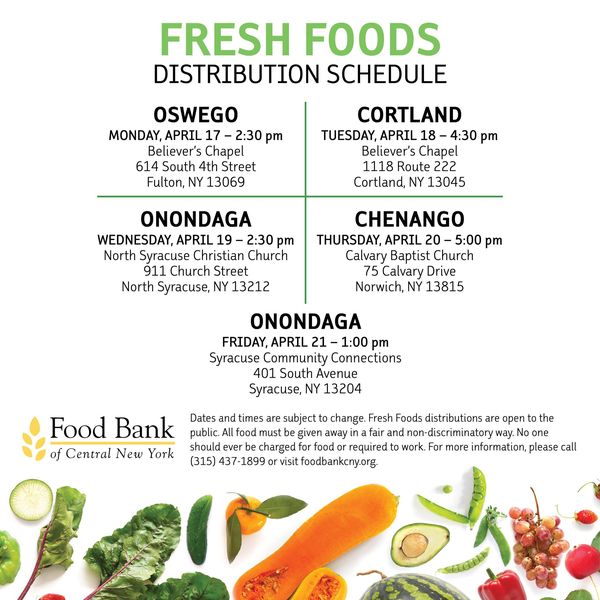 FRESH FOODS
DISTRIBUTION SCHEDULE
OSWEGO
MONDAY, APRIL 17 – 2:30 pm
Believer's Chapel
614 South 4th Street
Fulton, NY 13069
CORTLAND
TUESDAY, APRIL 18 – 4:30 pm
Believer's Chapel
1118 Route 222
Cortland, NY 13045
ONONDAGA
WEDNESDAY, APRIL 19 – 2:30 pm
North Syracuse Christian Church
911 Church Street
North Syracuse, NY 13212
CHENANGO
THURSDAY, APRIL 20 – 5:00 pm
Calvary Baptist Church
75 Calvary Drive
Norwich, NY 13815
ONONDAGA
FRIDAY, APRIL 21 – 1:00 pm
Syracuse Community Connections
401 South Avenue
Syracuse, NY 13204
Food Bank
of Central New York
Dates and times are subject to change. Fresh Foods distributions are open to the
public. All food must be given away in a fair and non-discriminatory way. No one
should ever be charged for food or required to work. For more information, please call
(315) 437-1899 or visit foodbankcny.org.